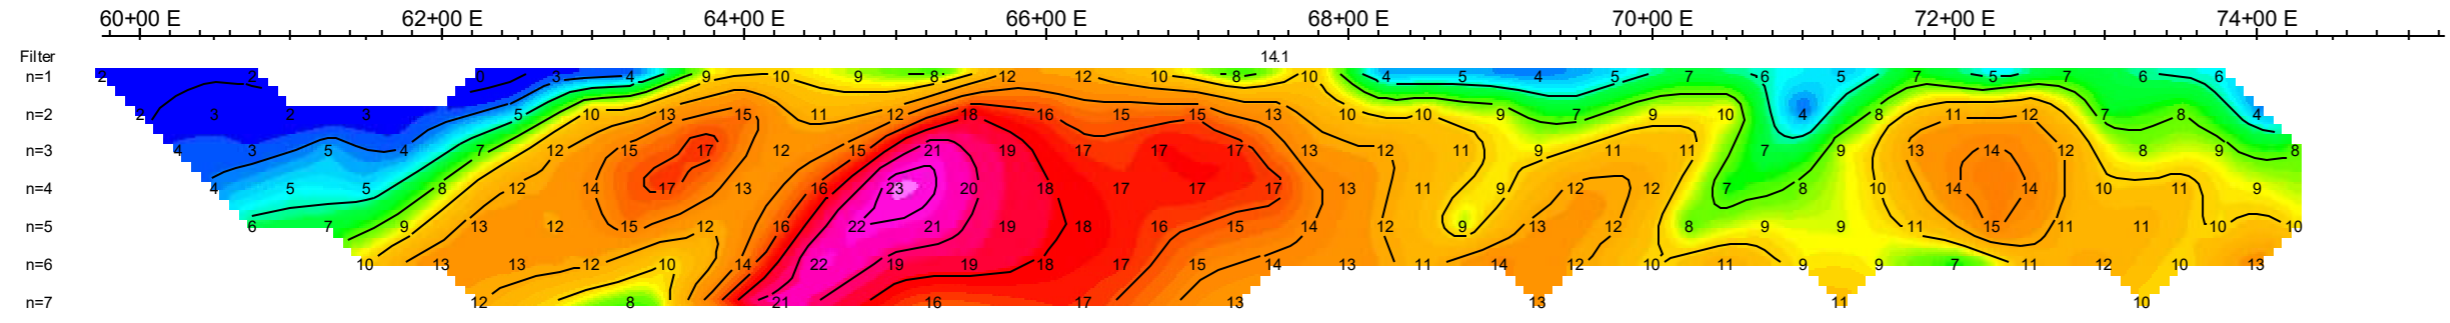 60+00 E 62+00 E 64+00 E 66+00 E 68+00 E 70+00 E 72+00 E 74+00 E
Filter 14.1
n=1 2 2 0 3 4 9 10 9 8 12 12 10 8 10 4 5 4 5 7 6 5 7 5 7 6 6
n=2 2 3 2 3 5 10 13 15 11 12 18 16 15 15 13 10 10 9 7 9 10 4 8 11 12 7 8 4
n=3 4 3 5 4 7 12 15 17 12 15 21 19 17 17 17 13 12 11 9 11 11 7 9 13 14 12 8 9 8
n=4 4 5 5 8 12 14 17 13 16 23 20 18 17 17 17 13 11 9 12 12 7 8 10 14 14 10 11 9
n=5 6 7 9 13 12 15 12 16 22 21 19 18 16 15 14 12 9 13 12 8 9 9 11 15 11 11 10 10
n=6 10 13 13 12 10 14 22 19 19 18 17 15 14 13 11 14 12 10 11 9 9 7 11 12 10 13
n=7 12 8 21 16 17 13 13 11 10